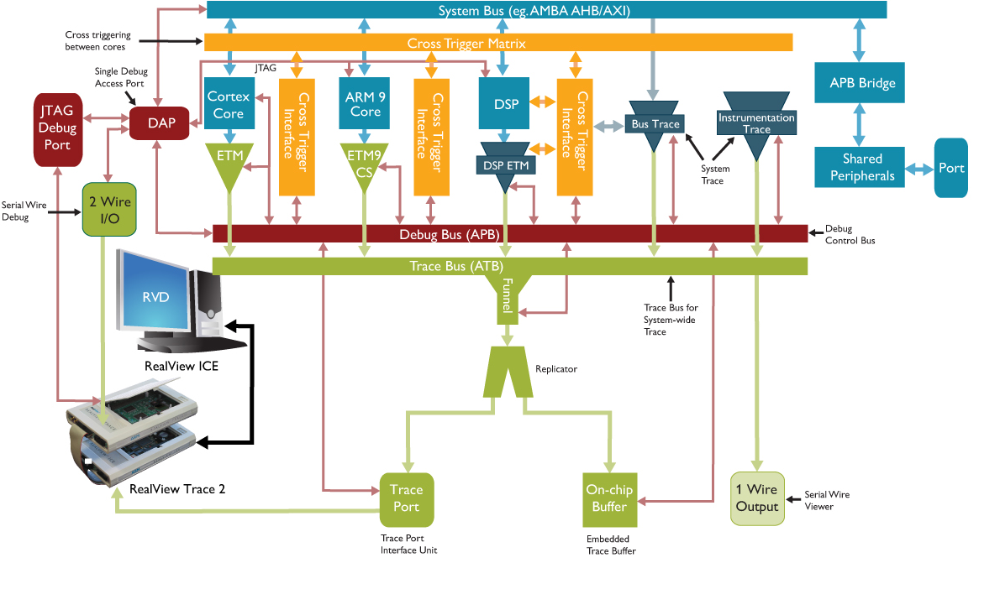 System Bus (eg. AMBA AHB/AXI)
Cross triggering
between cores
Cross Trigger Matrix
JTAG
Single Debug
Access Port
JTAG
Debug
Port
DAP
Cortex
Core
Cross Trigger
Interface
ARM 9
Core
Cross Trigger
Interface
DSP
Cross Trigger
Interface
Bus Trace
Instrumentation
Trace
APB Bridge
ETM
ETM9
CS
DSP ETM
System
Trace
Shared
Peripherals
Port
Serial Wire
Debug
2 Wire
I/O
Debug Bus (APB)
Debug
Control Bus
Trace Bus (ATB)
RVD
Funnel
Trace Bus for
System-wide
Trace
RealView ICE
Replicator
RealView Trace 2
Trace
Port
On-chip
Buffer
1 Wire
Output
Serial Wire
Viewer
Trace Port
Interface Unit
Embedded
Trace Buffer